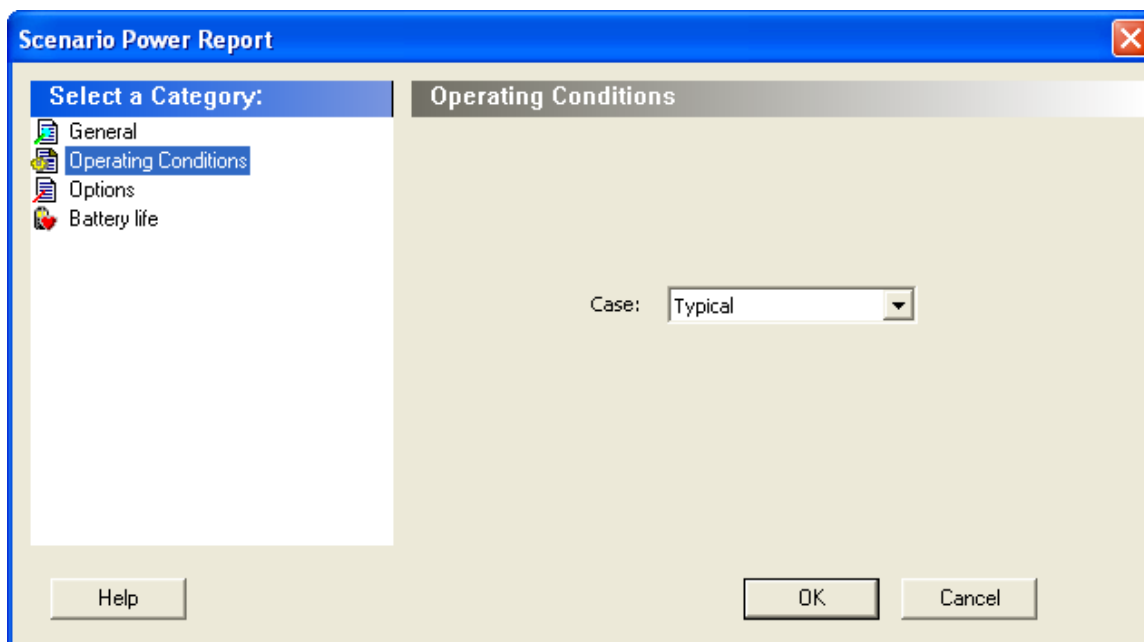 Scenario Power Report
Select a Category:
General
Operating Conditions
Options
Battery life
Operating Conditions
Case: Typical
Help
OK
Cancel